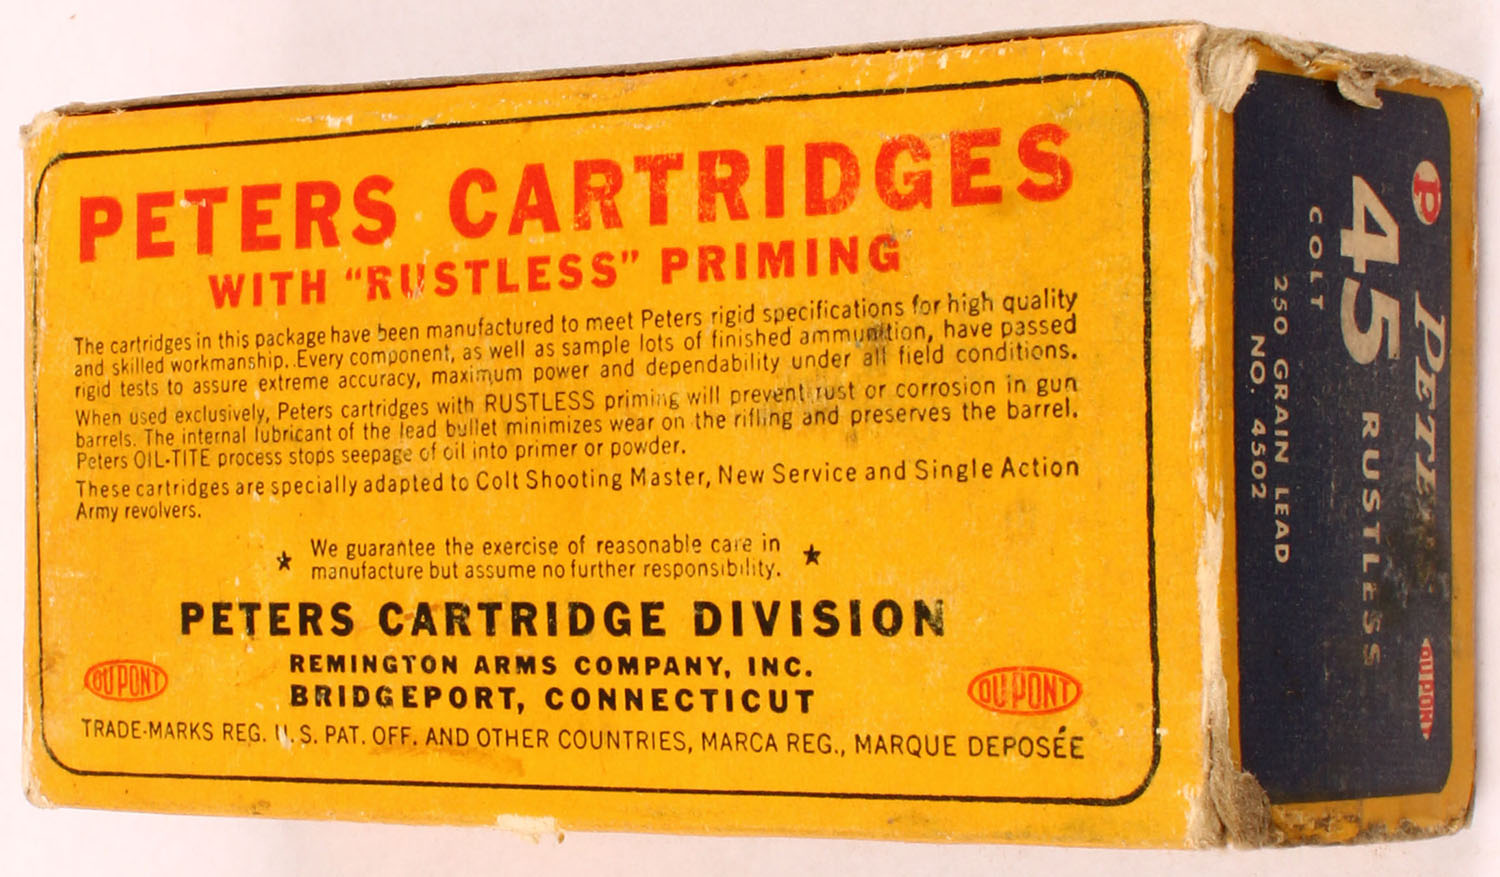 PETERS CARTRIDGES
WITH "RUSTLESS" PRIMING
The cartridges in this package have been manufactured to meet Peters rigid specifications for high quality
and skilled workmanship. Every component, as well as sample lots of finished ammunition, have passed
rigid tests to assure extreme accuracy, maximum power and dependability under all field conditions.
When used exclusively, Peters cartridges with RUSTLESS priming will prevent rust or corrosion in gun
barrels. The internal lubricant of the lead bullet minimizes wear on the rifling and preserves the barrel.
Peters OIL-TITE process stops seepage of oil into primer or powder.
These cartridges are specially adapted to Colt Shooting Master, New Service and Single Action
Army revolvers.
★ We guarantee the exercise of reasonable care in ★
manufacture but assume no further responsibility.
PETERS CARTRIDGE DIVISION
REMINGTON ARMS COMPANY, INC.
BRIDGEPORT, CONNECTICUT
DU PONT
DU PONT
TRADE-MARKS REG. U.S. PAT. OFF. AND OTHER COUNTRIES, MARCA REG., MARQUE DEPOSÉE
P PETERS DU PONT
45 RUSTLESS
COLT
250 GRAIN LEAD
NO. 4502